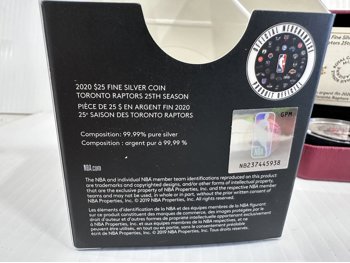 EXCLUSIVE MERCHANDISE
PRODUIT OFFICIEL
2020 $25 FINE SILVER COIN
TORONTO RAPTORS 25TH SEASON
PIÈCE DE 25 $ EN ARGENT FIN 2020
25e SAISON DES TORONTO RAPTORS
GPM
Composition: 99.99% pure silver
Composition : argent pur à 99,99 %
NB237445938
NBA.com
The NBA and individual NBA member team identifications reproduced on this product
are trademarks and copyrighted designs, and/or other forms of intellectual property,
that are the exclusive property of NBA Properties, Inc. and the respective NBA member
teams and may not be used, in whole or in part, without the prior written consent of
NBA Properties, Inc. © 2019 NBA Properties, Inc. All rights reserved.
Les éléments d'identification de la NBA et des équipes membres de la NBA figurant
sur ce produit constituent des marques de commerce, des images protégées par le
droit d'auteur et d'autres formes de propriété intellectuelle appartenant exclusivement
à NBA Properties, Inc. et aux équipes respectives membres de la NBA et ne
peuvent être utilisés, en tout ou en partie, sans le consentement préalable
écrit de NBA Properties, Inc. © 2019 NBA Properties, Inc. Tous droits réservés.